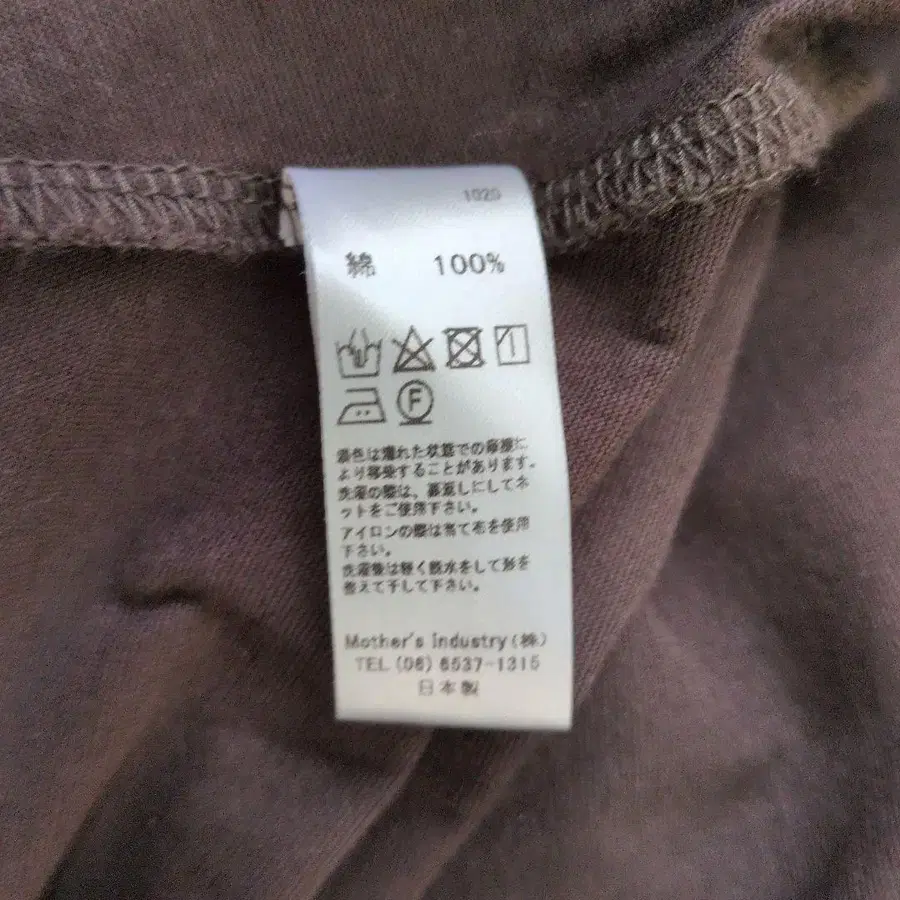 1020
綿 100%
F
濃色は濡れた状態での摩擦に
より移染することがあります。
洗濯の際は、裏返しにしてネ
ットをご使用下さい。
アイロンの際は当て布を使用
下さい。
洗濯後は軽く脱水をして形を
整えて干して下さい。
Mother's Industry(株)
TEL(06)6537-1315
日本製